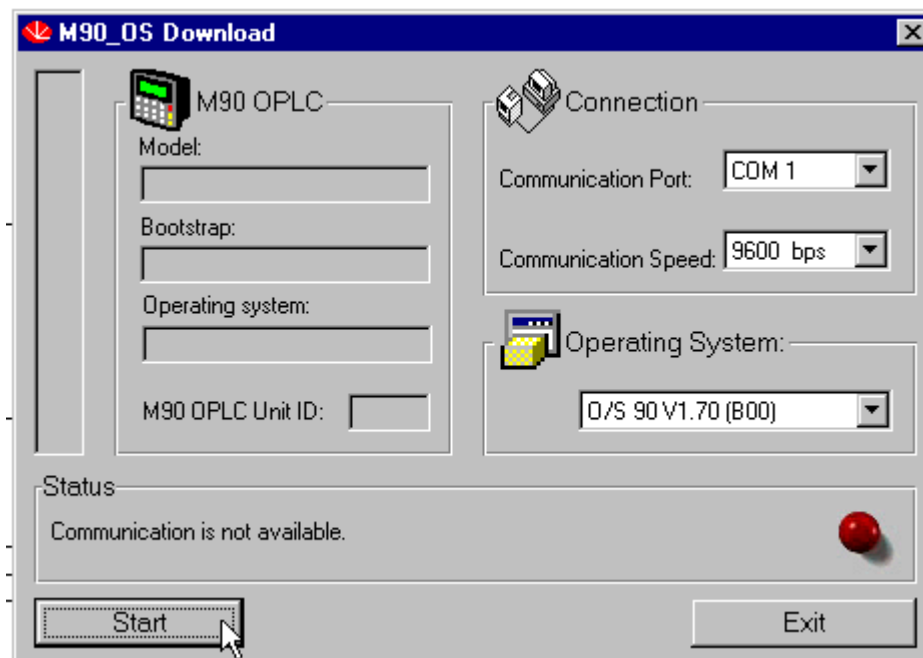 M90_OS Download
M90 OPLC
Model:
Bootstrap:
Operating system:
M90 OPLC Unit ID:
Connection
Communication Port: COM 1
Communication Speed: 9600 bps
Operating System:
O/S 90 V1.70 (B00)
Status
Communication is not available.
Start
Exit